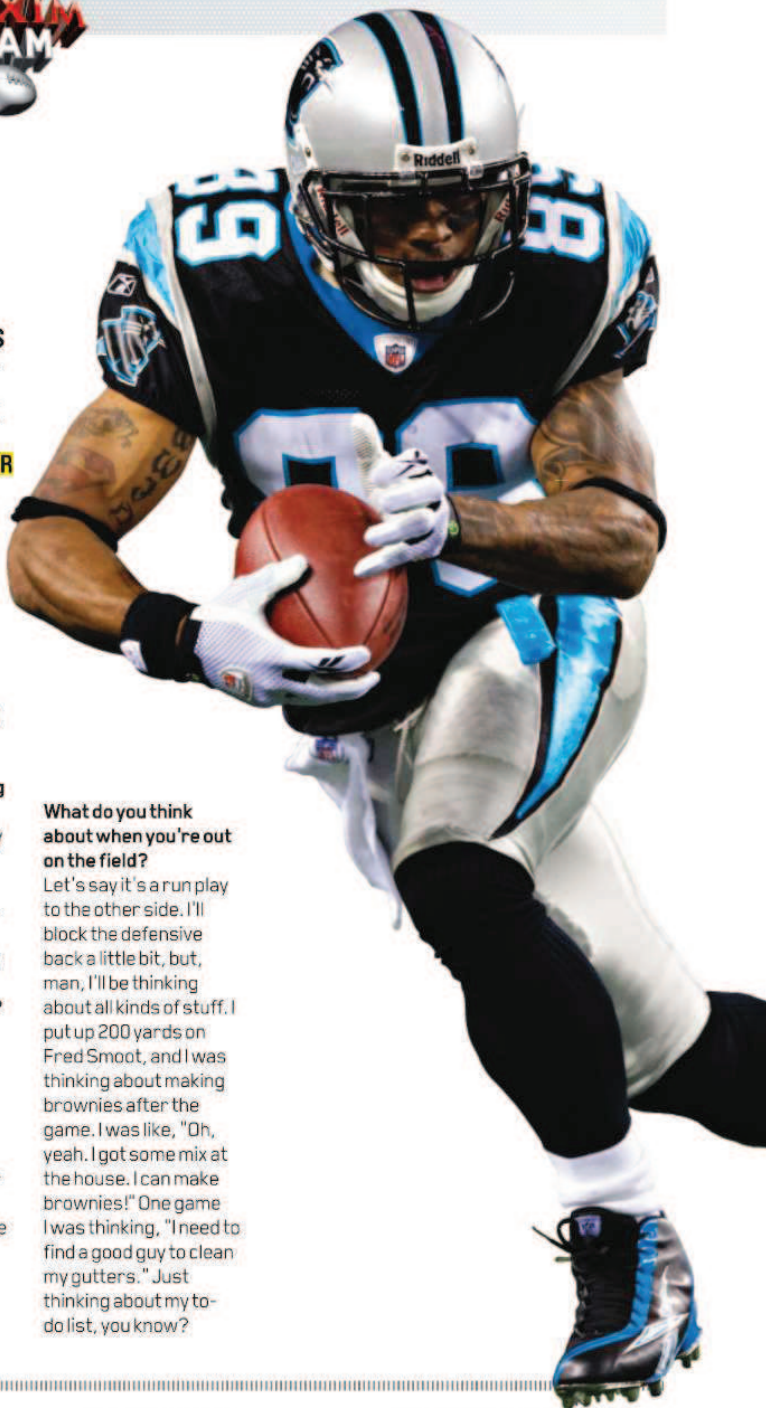 XIM
AM
Riddell
89
89
89
S
R
g
What do you think
about when you're out
on the field?
Let's say it's a run play
to the other side. I'll
block the defensive
back a little bit, but,
man, I'll be thinking
about all kinds of stuff. I
put up 200 yards on
Fred Smoot, and I was
thinking about making
brownies after the
game. I was like, "Oh,
yeah. I got some mix at
the house. I can make
brownies!" One game
I was thinking, "I need to
find a good guy to clean
my gutters." Just
thinking about my to-
do list, you know?